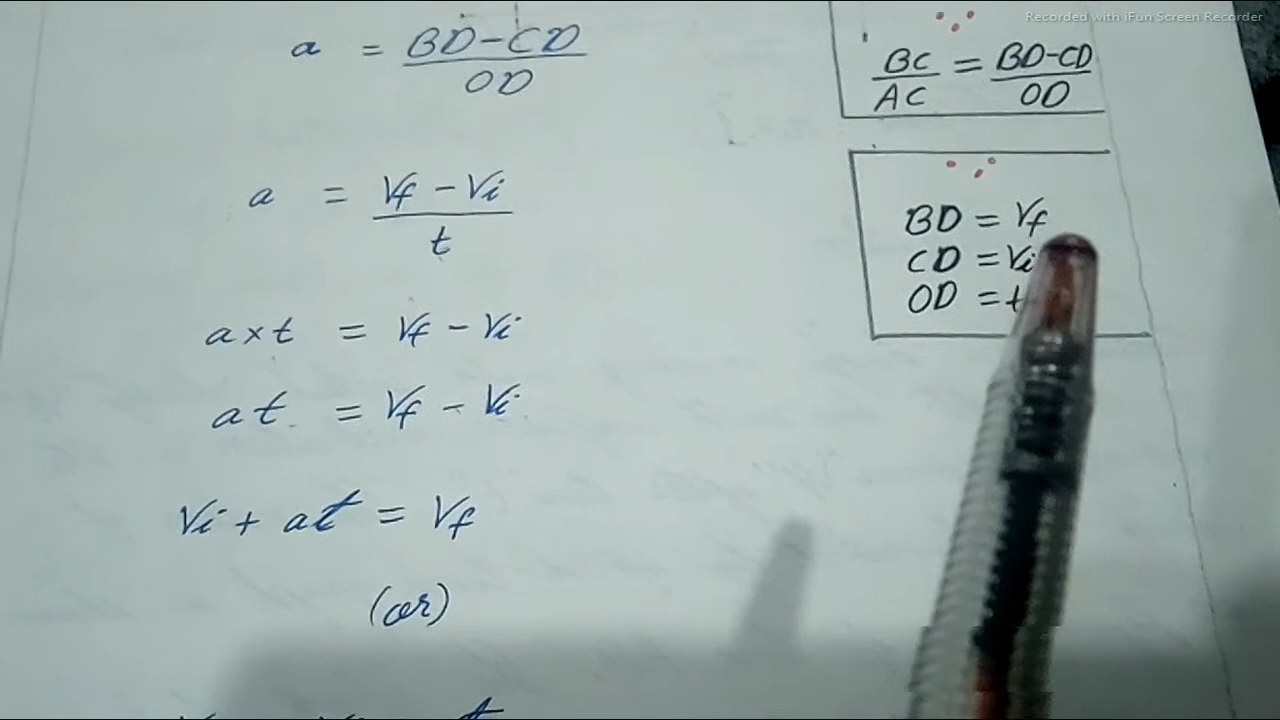 Recorded with iFun Screen Recorder
a = BD-CD / OD
a = Vf - Vi / t
a x t = Vf - Vi
at = Vf - Vi
Vi + at = Vf
(or)
∵
BC / AC = BD-CD / OD
∵
BD = Vf
CD = Vi
OD = t